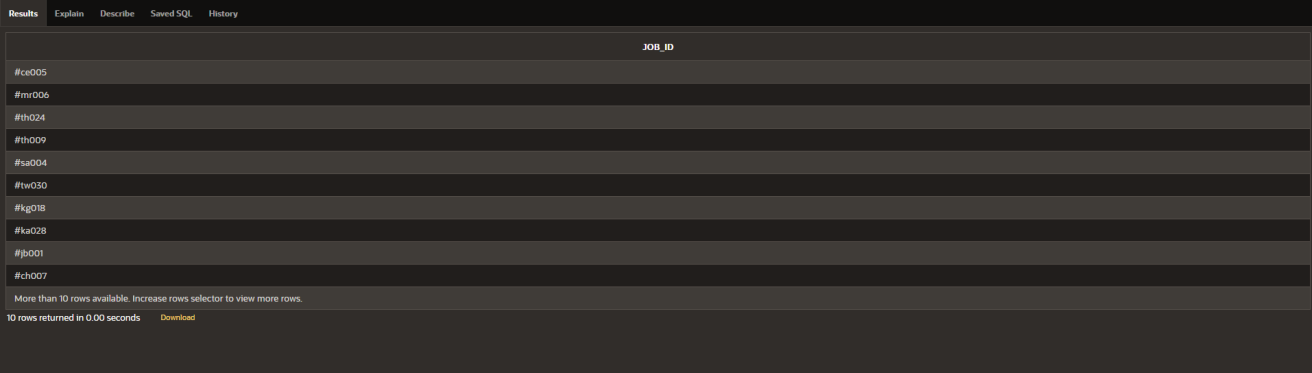 Results Explain Describe Saved SQL History
JOB_ID
#ce005
#mr006
#th024
#th009
#sa004
#tw030
#kg018
#ka028
#jb001
#ch007
More than 10 rows available. Increase rows selector to view more rows.
10 rows returned in 0.00 seconds Download